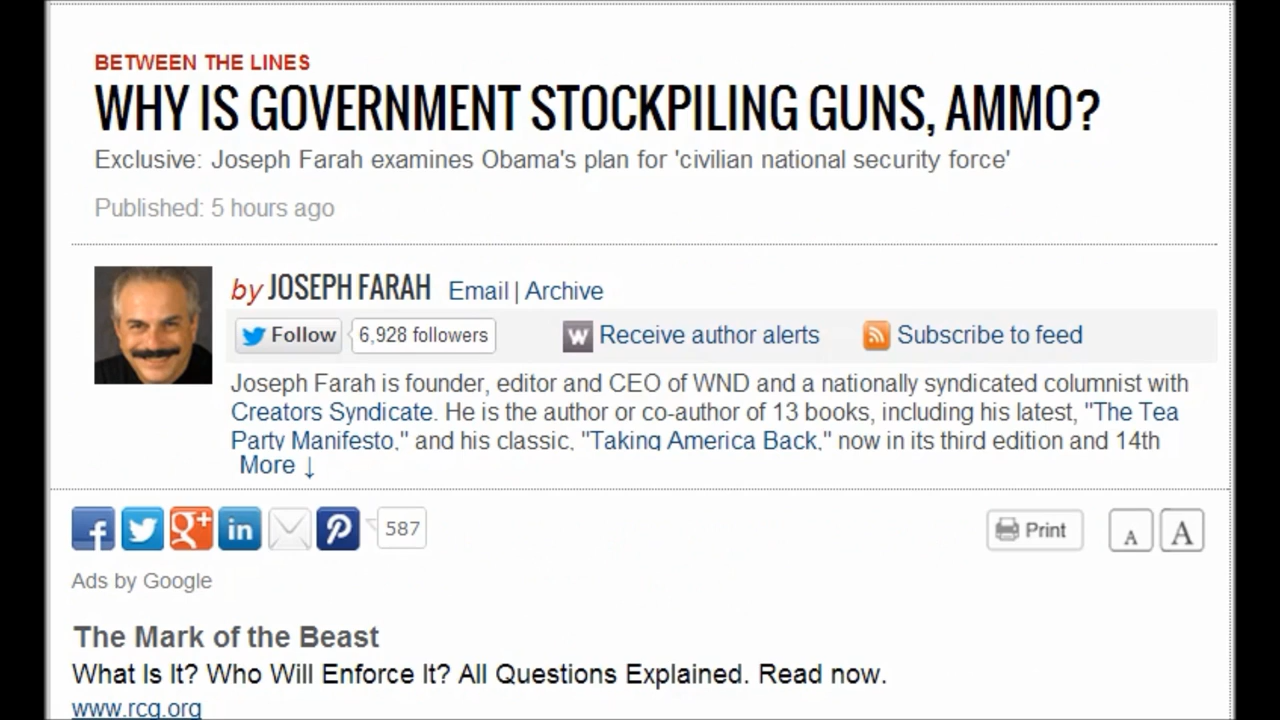 BETWEEN THE LINES
WHY IS GOVERNMENT STOCKPILING GUNS, AMMO?
Exclusive: Joseph Farah examines Obama's plan for 'civilian national security force'
Published: 5 hours ago
by JOSEPH FARAH Email | Archive
Follow 6,928 followers W Receive author alerts Subscribe to feed
Joseph Farah is founder, editor and CEO of WND and a nationally syndicated columnist with
Creators Syndicate. He is the author or co-author of 13 books, including his latest, "The Tea
Party Manifesto," and his classic, "Taking America Back," now in its third edition and 14th
More ↓
f g+ in P 587 Print A A
Ads by Google
The Mark of the Beast
What Is It? Who Will Enforce It? All Questions Explained. Read now.
www.rcg.org